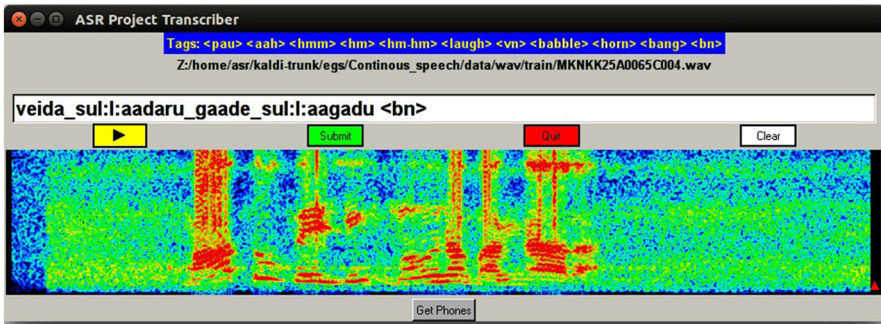 ASR Project Transcriber
Tags: <pau> <aah> <hmm> <hm> <hm-hm> <laugh> <vn> <babble> <horn> <bang> <bn>
Z:/home/asr/kaldi-trunk/egs/Continous_speech/data/wav/train/MKNKK25A0065C004.wav
veida_sul:l:aadaru_gaade_sul:l:aagadu <bn>
Submit Quit Clear
Get Phones